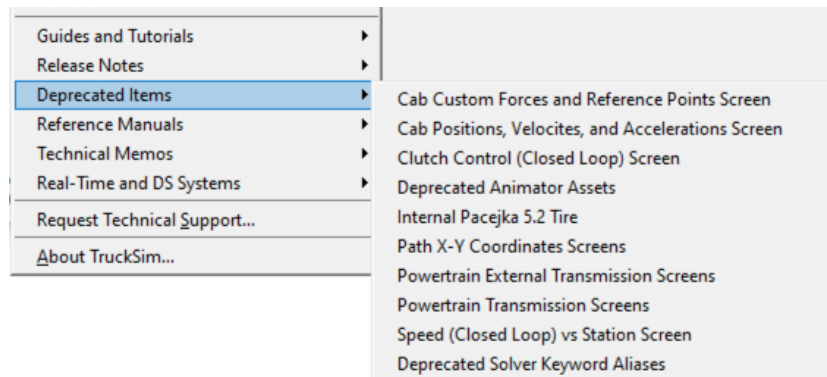 Guides and Tutorials
Release Notes
Deprecated Items
Reference Manuals
Technical Memos
Real-Time and DS Systems
Request Technical Support...
About TruckSim...
Cab Custom Forces and Reference Points Screen
Cab Positions, Velocites, and Accelerations Screen
Clutch Control (Closed Loop) Screen
Deprecated Animator Assets
Internal Pacejka 5.2 Tire
Path X-Y Coordinates Screens
Powertrain External Transmission Screens
Powertrain Transmission Screens
Speed (Closed Loop) vs Station Screen
Deprecated Solver Keyword Aliases